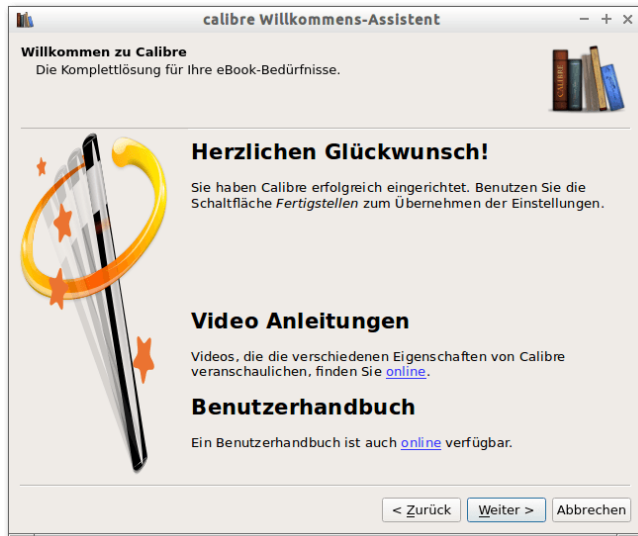 calibre Willkommens-Assistent
Willkommen zu Calibre
Die Komplettlösung für Ihre eBook-Bedürfnisse.
CALIBRE
Herzlichen Glückwunsch!
Sie haben Calibre erfolgreich eingerichtet. Benutzen Sie die
Schaltfläche Fertigstellen zum Übernehmen der Einstellungen.
Video Anleitungen
Videos, die die verschiedenen Eigenschaften von Calibre
veranschaulichen, finden Sie online.
Benutzerhandbuch
Ein Benutzerhandbuch ist auch online verfügbar.
< Zurück
Weiter >
Abbrechen